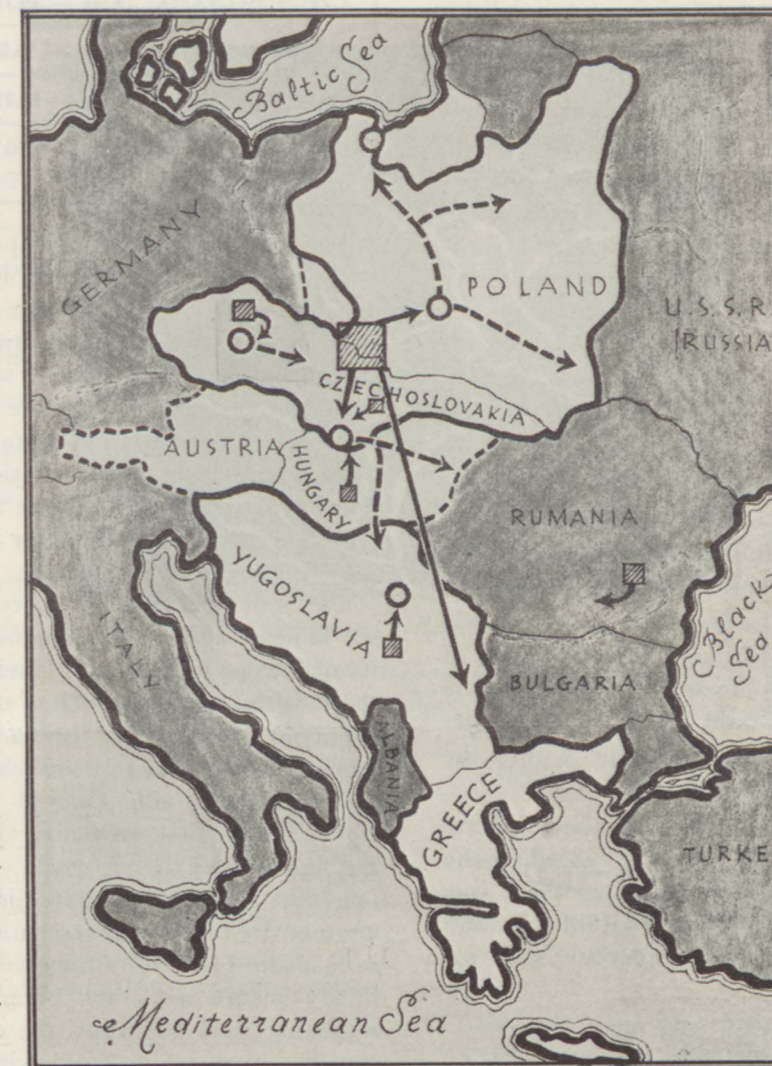 Baltic Sea
GERMANY
POLAND
U.S.S.R.
(RUSSIA
CZECHOSLOVAKIA
AUSTRIA
HUNGARY
RUMANIA
YUGOSLAVIA
ITALY
Black
Sea
BULGARIA
ALBANIA
GREECE
TURKE
Mediterranean Sea